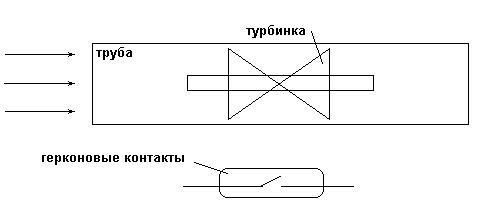 турбинка
труба
герконовые контакты